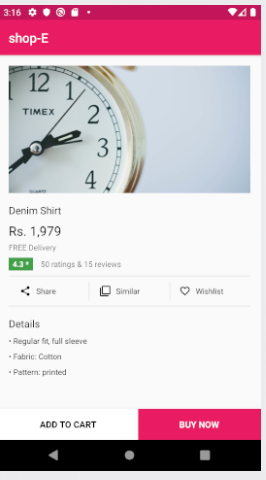 3:16
shop-E
12
1
11
2
TIMEX
3
4
QUARTZ
Denim Shirt
Rs. 1,979
FREE Delivery
4.3 * 50 ratings & 15 reviews
Share Similar Wishlist
Details
• Regular fit, full sleeve
• Fabric: Cotton
• Pattern: printed
ADD TO CART BUY NOW